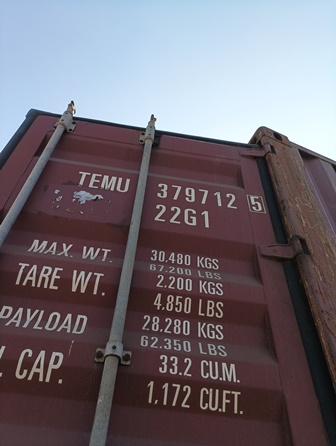 TEMU 379712 5
22G1
MAX. WT. 30.480 KGS
67.200 LBS
TARE WT. 2.200 KGS
4.850 LBS
PAYLOAD 28.280 KGS
62.350 LBS
. CAP. 33.2 CU.M.
1,172 CU.FT.